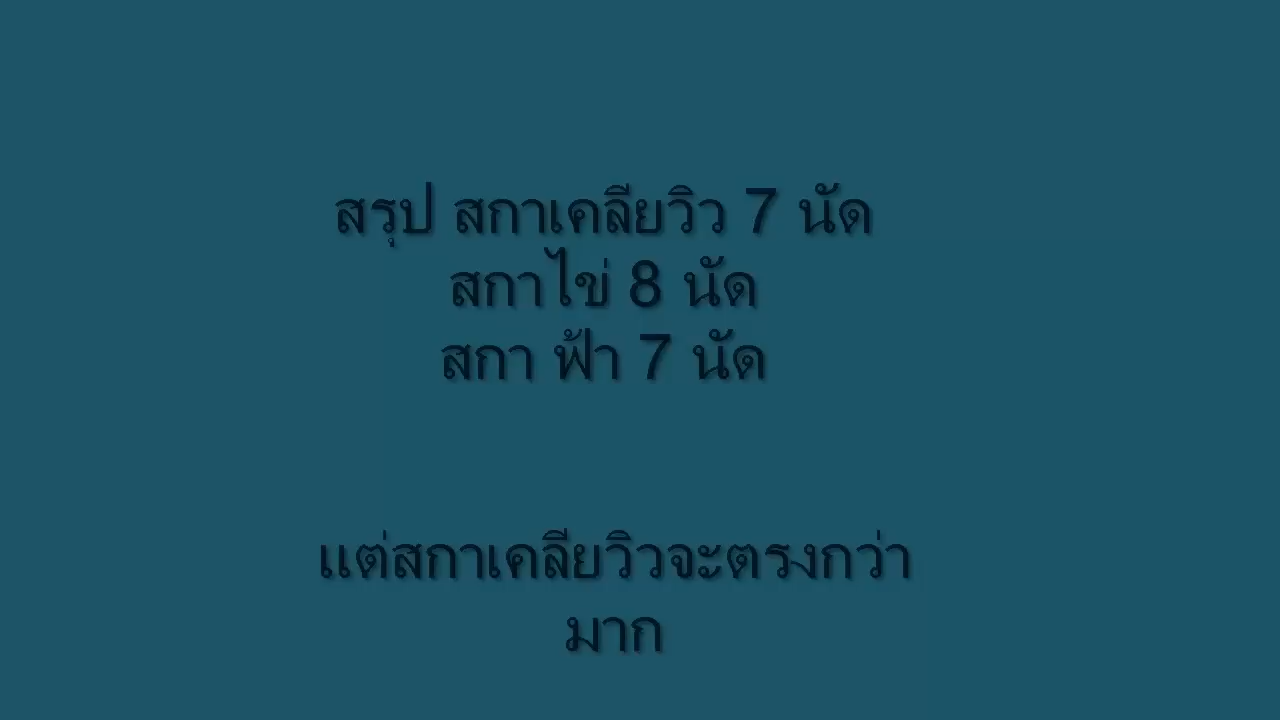 สรุป สกาเคลียวิว 7 นัด
สกาไข่ 8 นัด
สกา ฟ้า 7 นัด
แต่สกาเคลียวิวจะตรงกว่า
มาก